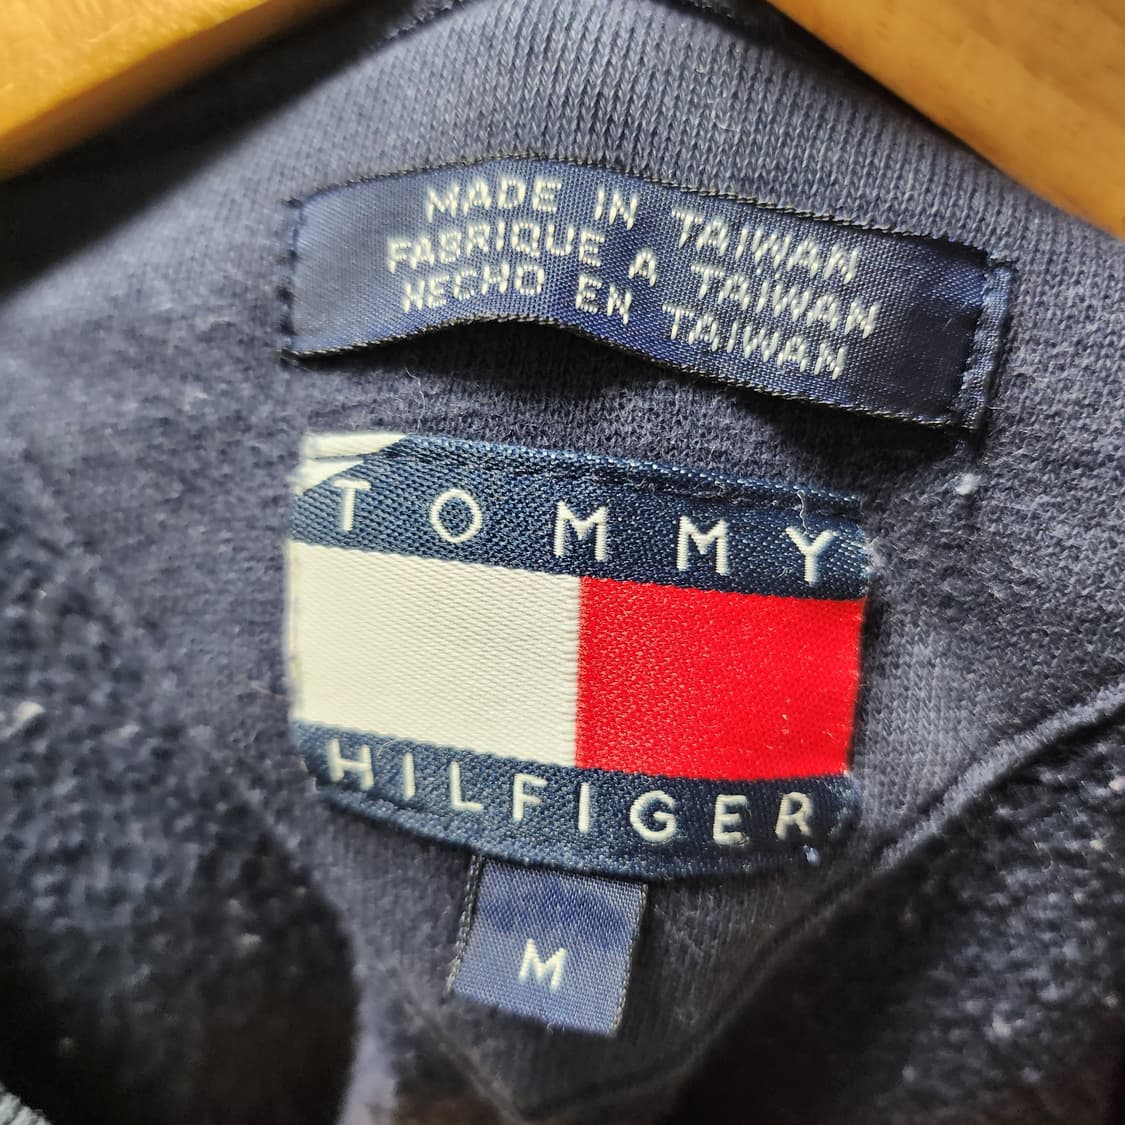 MADE IN TAIWAN
FABRIQUE A TAIWAN
HECHO EN TAIWAN
TOMMY
HILFIGER
M